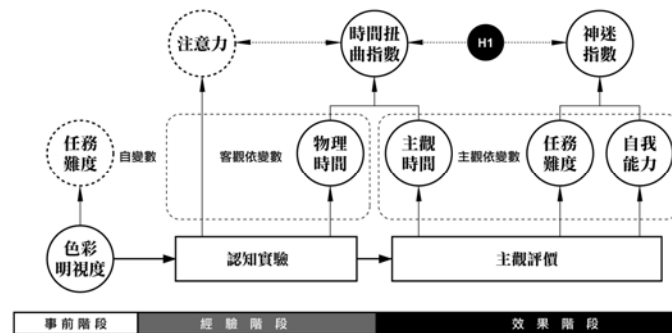 注意力
時間扭
曲指數
H1
神迷
指數
任務
難度
自變數
客觀依變數
物理
時間
主觀
時間
主觀依變數
任務
難度
自我
能力
色彩
明視度
認知實驗
主觀評價
事前階段
經驗階段
效果階段